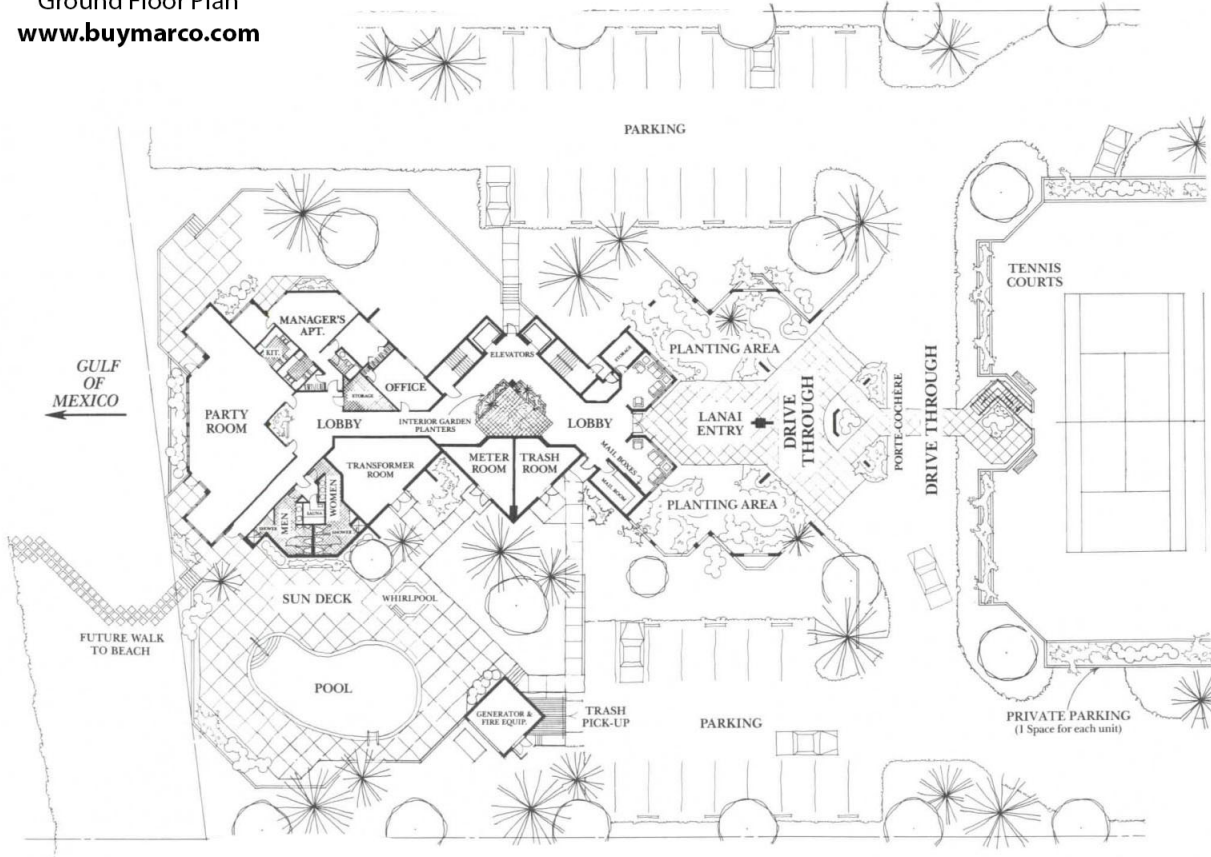 Ground Floor Plan
www.buymarco.com
PARKING
TENNIS
COURTS
MANAGER'S
APT.
KIT.
ELEVATORS
STORAGE
PLANTING AREA
GULF
OF
MEXICO
STORAGE
OFFICE
PARTY
ROOM
LOBBY
INTERIOR GARDEN
PLANTERS
LOBBY
LANAI
ENTRY
DRIVE
THROUGH
PORTE-COCHÈRE
DRIVE THROUGH
TRANSFORMER
ROOM
METER
ROOM
TRASH
ROOM
MAIL BOXES
MAIL ROOM
PLANTING AREA
MEN
WOMEN
SAUNA
SHOWER
SHOWER
SUN DECK
WHIRLPOOL
FUTURE WALK
TO BEACH
POOL
GENERATOR &
FIRE EQUIP.
TRASH
PICK-UP
PARKING
PRIVATE PARKING
(1 Space for each unit)